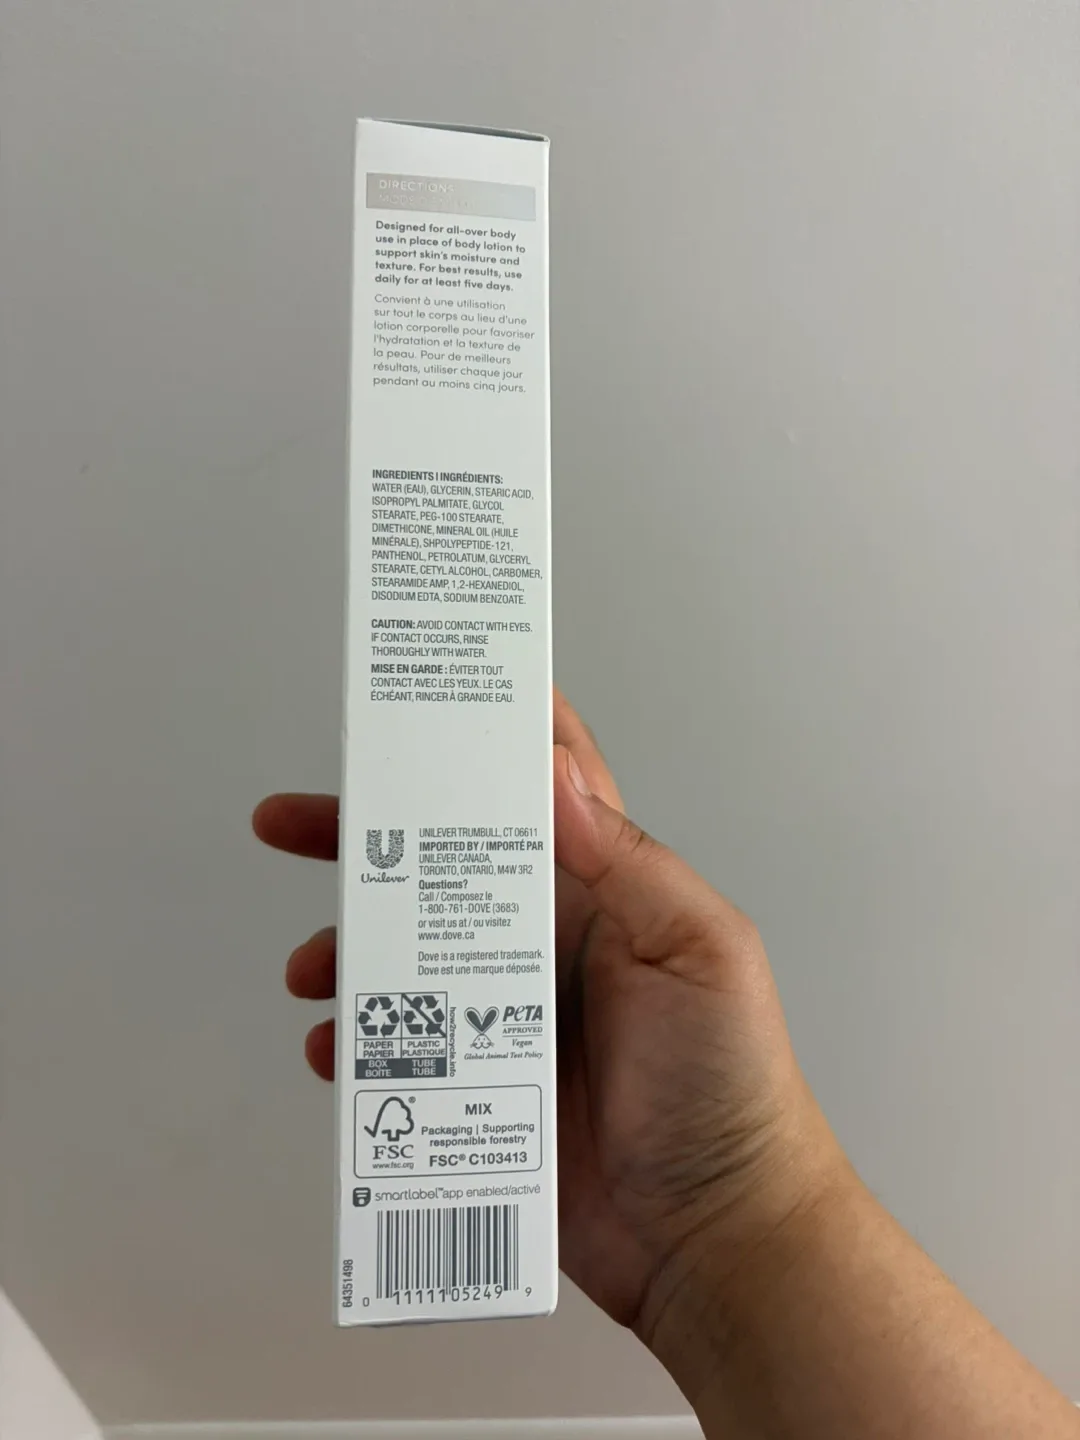 DIRECTIONS
Designed for all-over body
use in place of body lotion to
support skin's moisture and
texture. For best results, use
daily for at least five days.
Convient à une utilisation
sur tout le corps au lieu d'une
lotion corporelle pour favoriser
l'hydratation et la texture de
la peau. Pour de meilleurs
résultats, utiliser chaque jour
pendant au moins cinq jours.
INGREDIENTS | INGRÉDIENTS:
WATER (EAU), GLYCERIN, STEARIC ACID,
ISOPROPYL PALMITATE, GLYCOL
STEARATE, PEG-100 STEARATE,
DIMETHICONE, MINERAL OIL (HUILE
MINÉRALE), SH-POLYPEPTIDE-121,
PANTHENOL, PETROLATUM, GLYCERYL
STEARATE, CETYL ALCOHOL, CARBOMER,
STEARAMIDE AMP, 1,2-HEXANEDIOL,
DISODIUM EDTA, SODIUM BENZOATE.
CAUTION: AVOID CONTACT WITH EYES.
IF CONTACT OCCURS, RINSE
THOROUGHLY WITH WATER.
MISE EN GARDE : ÉVITER TOUT
CONTACT AVEC LES YEUX. LE CAS
ÉCHÉANT, RINCER À GRANDE EAU.
Unilever
UNILEVER TRUMBULL, CT 06611
IMPORTED BY / IMPORTÉ PAR
UNILEVER CANADA,
TORONTO, ONTARIO, M4W 3R2
Questions?
Call / Composez le
1-800-761-DOVE (3683)
or visit us at / ou visitez
www.dove.ca
Dove is a registered trademark.
Dove est une marque déposée.
PAPER
PAPIER
BOX
BOÎTE
PLASTIC
PLASTIQUE
TUBE
TUBE
how2recycle.info
PETA
APPROVED
Vegan
Global Animal Test Policy
FSC®
www.fsc.org
MIX
Packaging | Supporting
responsible forestry
FSC® C103413
smartlabel™ app enabled/activé
64351498
0 11111 05249 9